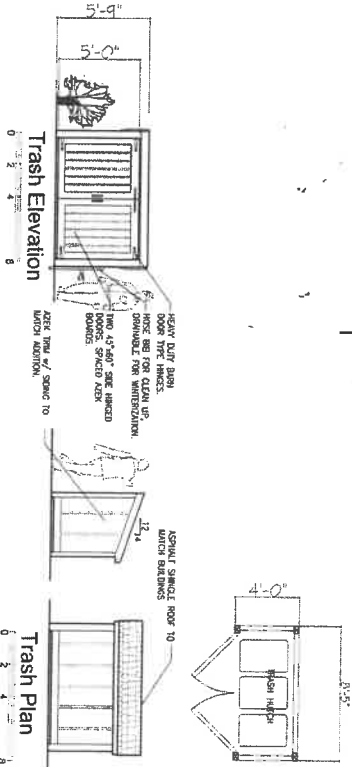 5'-9"
5'-0"
Trash Elevation
0 2 4 8
HEAVY DUTY BARN
DOOR TYPE HINGES.
HOSE BIB FOR CLEAN UP,
DRAINABLE FOR WINTERIZATION.
TWO 45"x60" SIDE HINGED
DOORS, SPACED AZEK
BOARDS.
AZEK TRIM w/ SIDING TO
MATCH ADDITION.
12
4
ASPHALT SHINGLE ROOF TO
MATCH BUILDINGS
4'-0"
TRASH HUTCH
Trash Plan
0 2 4 8